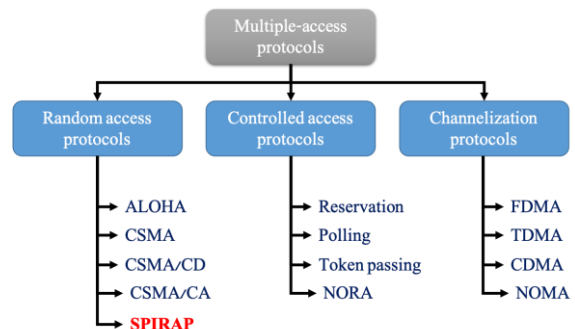 Multiple-access
protocols
Random access
protocols
Controlled access
protocols
Channelization
protocols
ALOHA
CSMA
CSMA/CD
CSMA/CA
SPIRAP
Reservation
Polling
Token passing
NORA
FDMA
TDMA
CDMA
NOMA